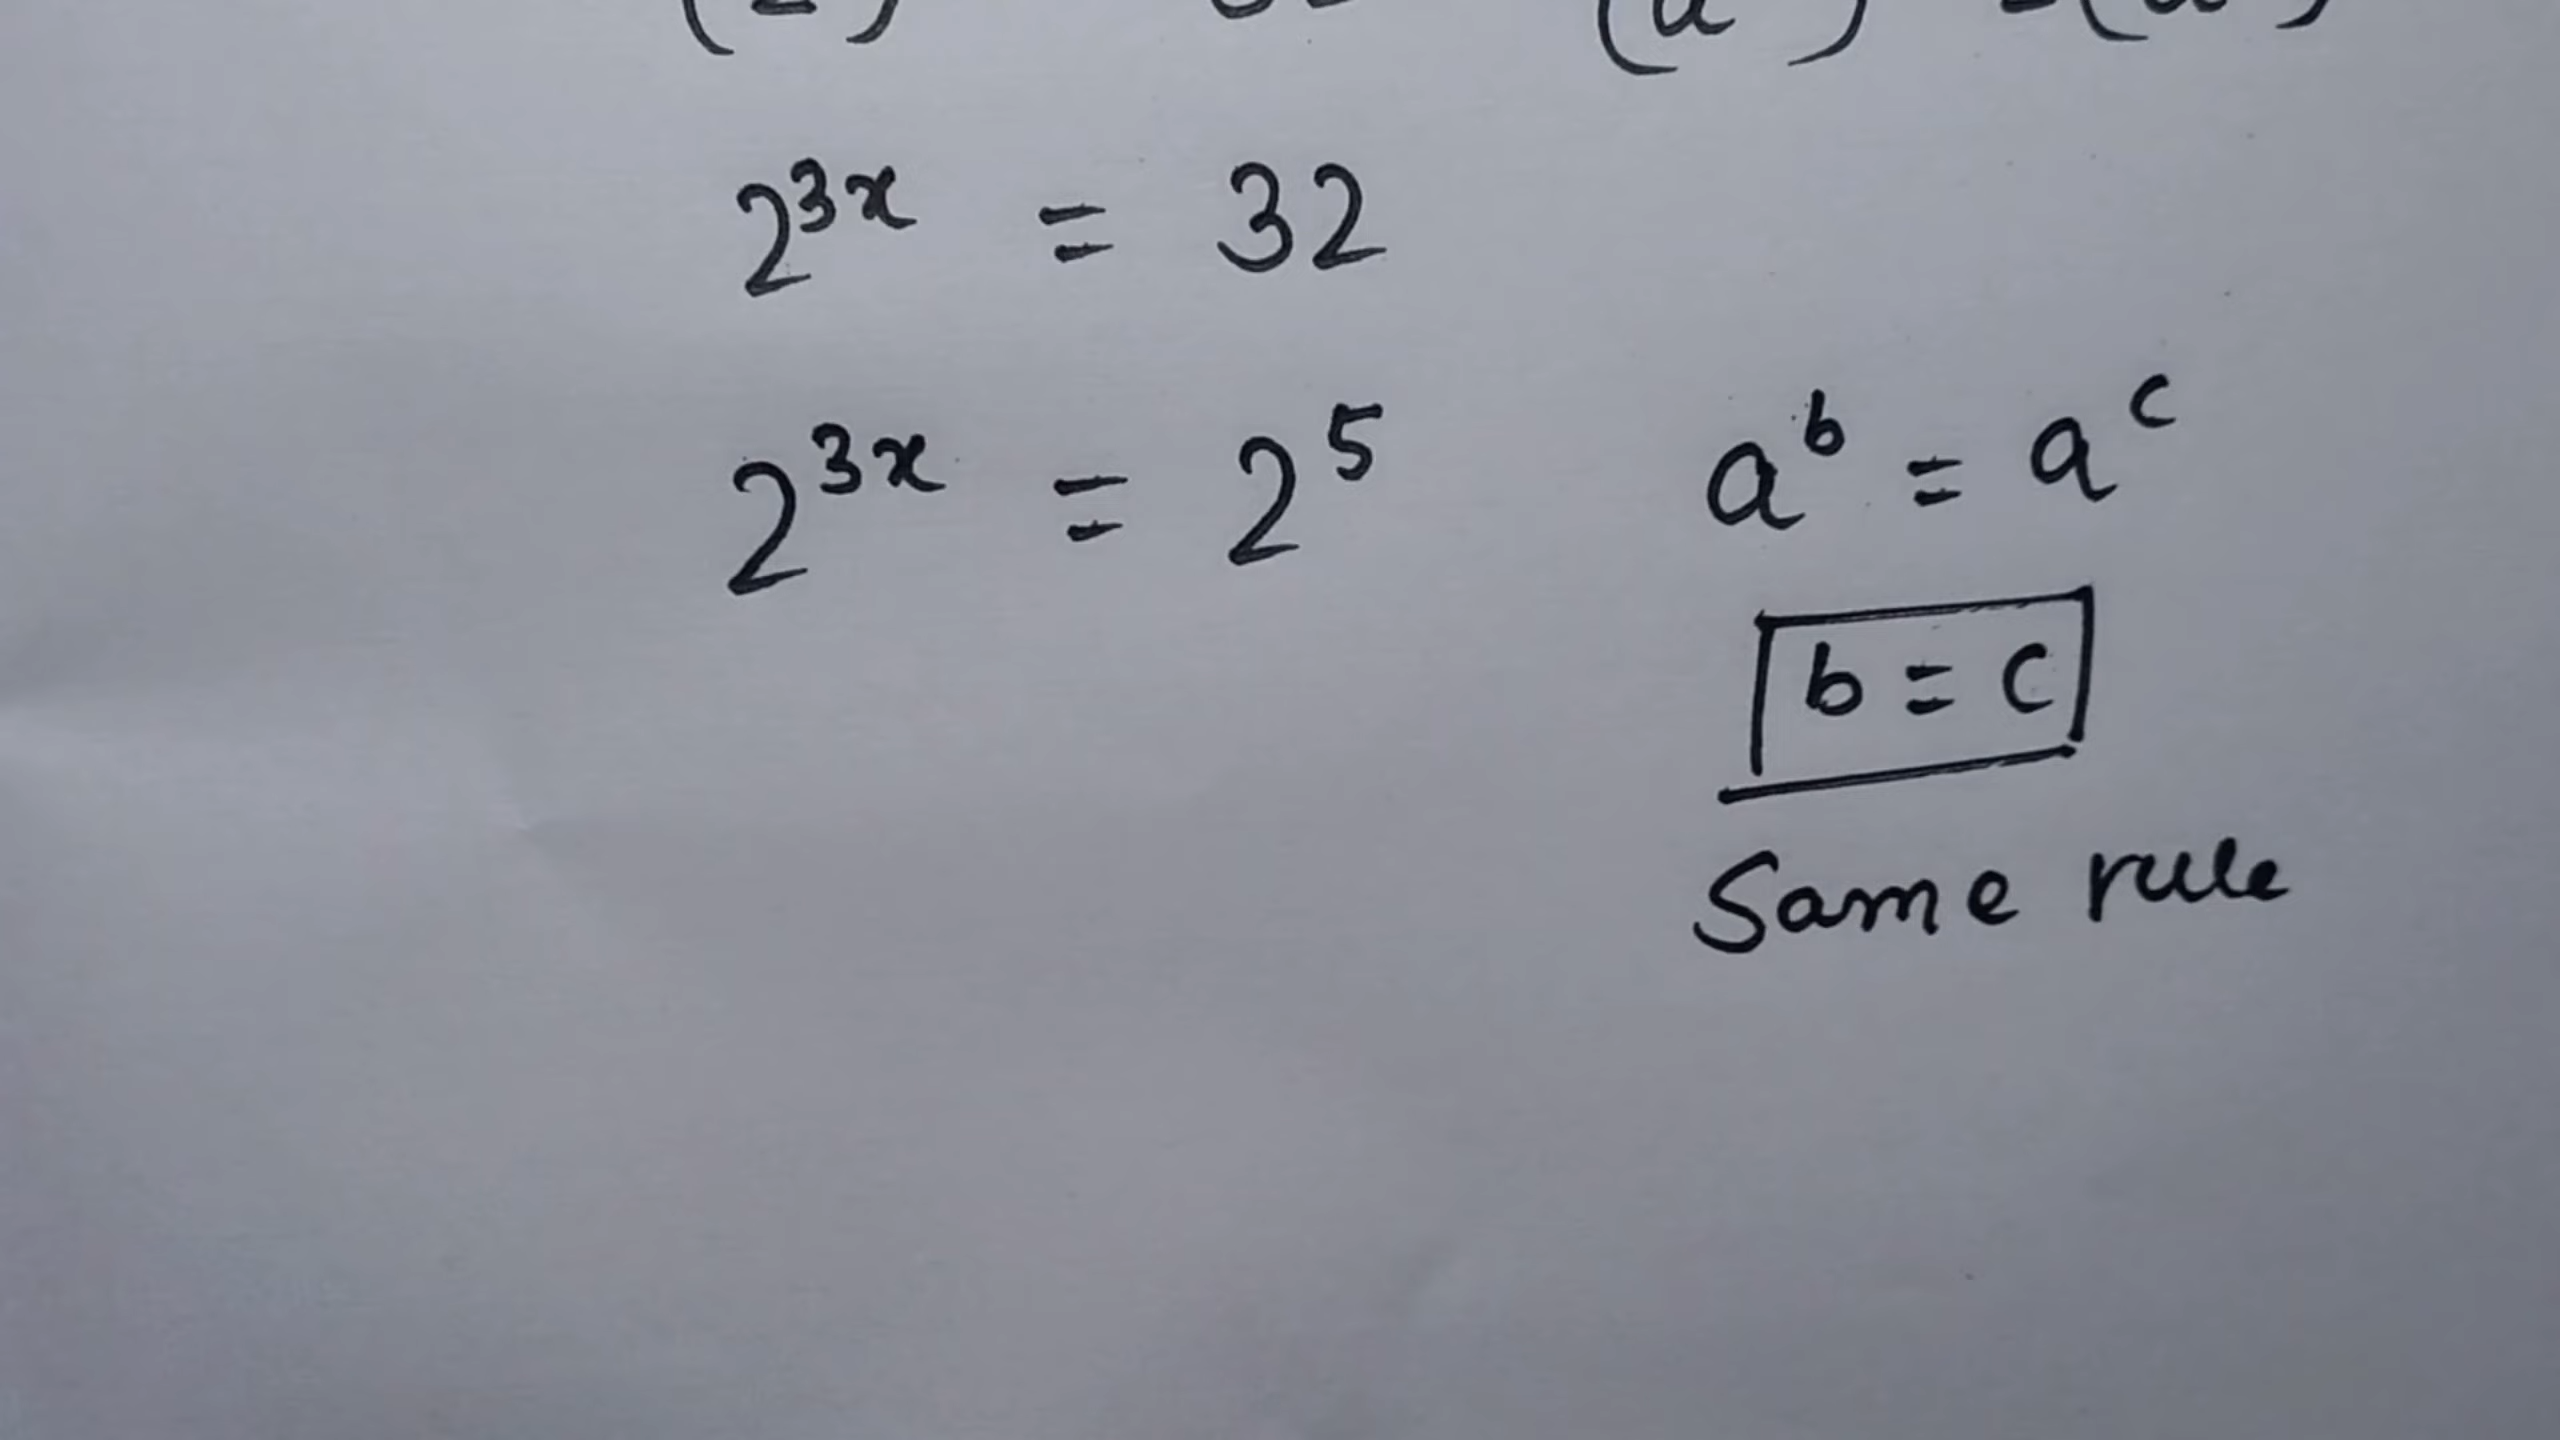 2^{3x} = 32
2^{3x} = 2^5
a^b = a^c
b = c
Same rule